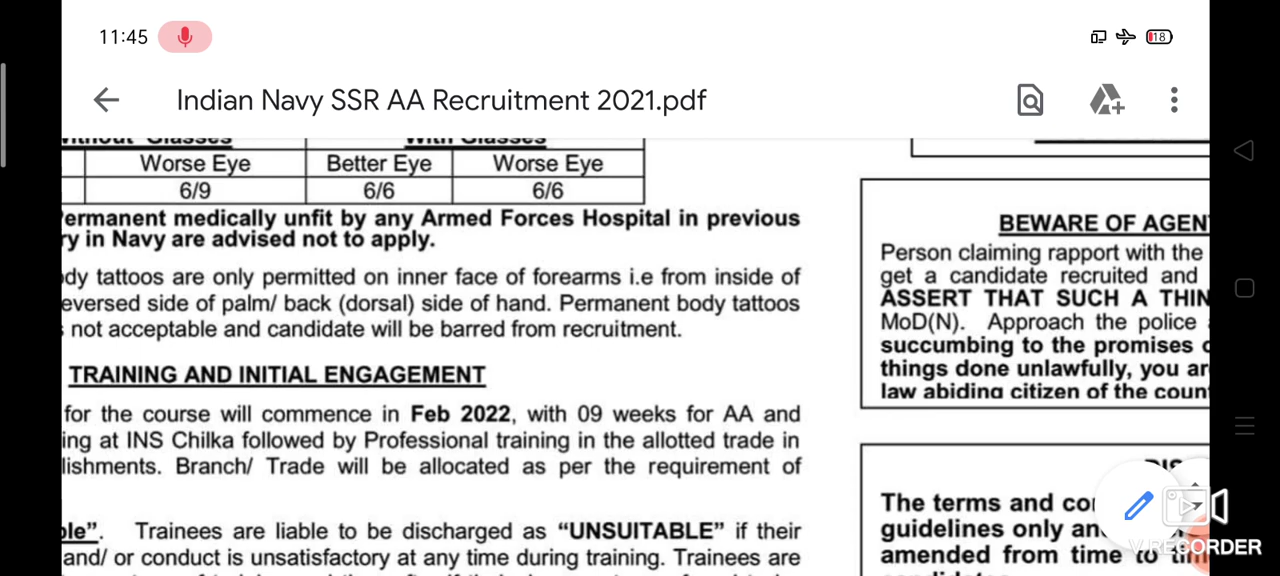 11:45
18
Indian Navy SSR AA Recruitment 2021.pdf
Without Glasses With Glasses
Worse Eye Better Eye Worse Eye
6/9 6/6 6/6
Permanent medically unfit by any Armed Forces Hospital in previous
ry in Navy are advised not to apply.
ody tattoos are only permitted on inner face of forearms i.e from inside of
eversed side of palm/ back (dorsal) side of hand. Permanent body tattoos
not acceptable and candidate will be barred from recruitment.
TRAINING AND INITIAL ENGAGEMENT
for the course will commence in Feb 2022, with 09 weeks for AA and
ing at INS Chilka followed by Professional training in the allotted trade in
lishments. Branch/ Trade will be allocated as per the requirement of
ble". Trainees are liable to be discharged as "UNSUITABLE" if their
and/ or conduct is unsatisfactory at any time during training. Trainees are
BEWARE OF AGENT
Person claiming rapport with the
get a candidate recruited and
ASSERT THAT SUCH A THIN
MoD(N). Approach the police
succumbing to the promises o
things done unlawfully, you ar
law abiding citizen of the coun
The terms and co
guidelines only an
amended from time to tim
V RECORDER